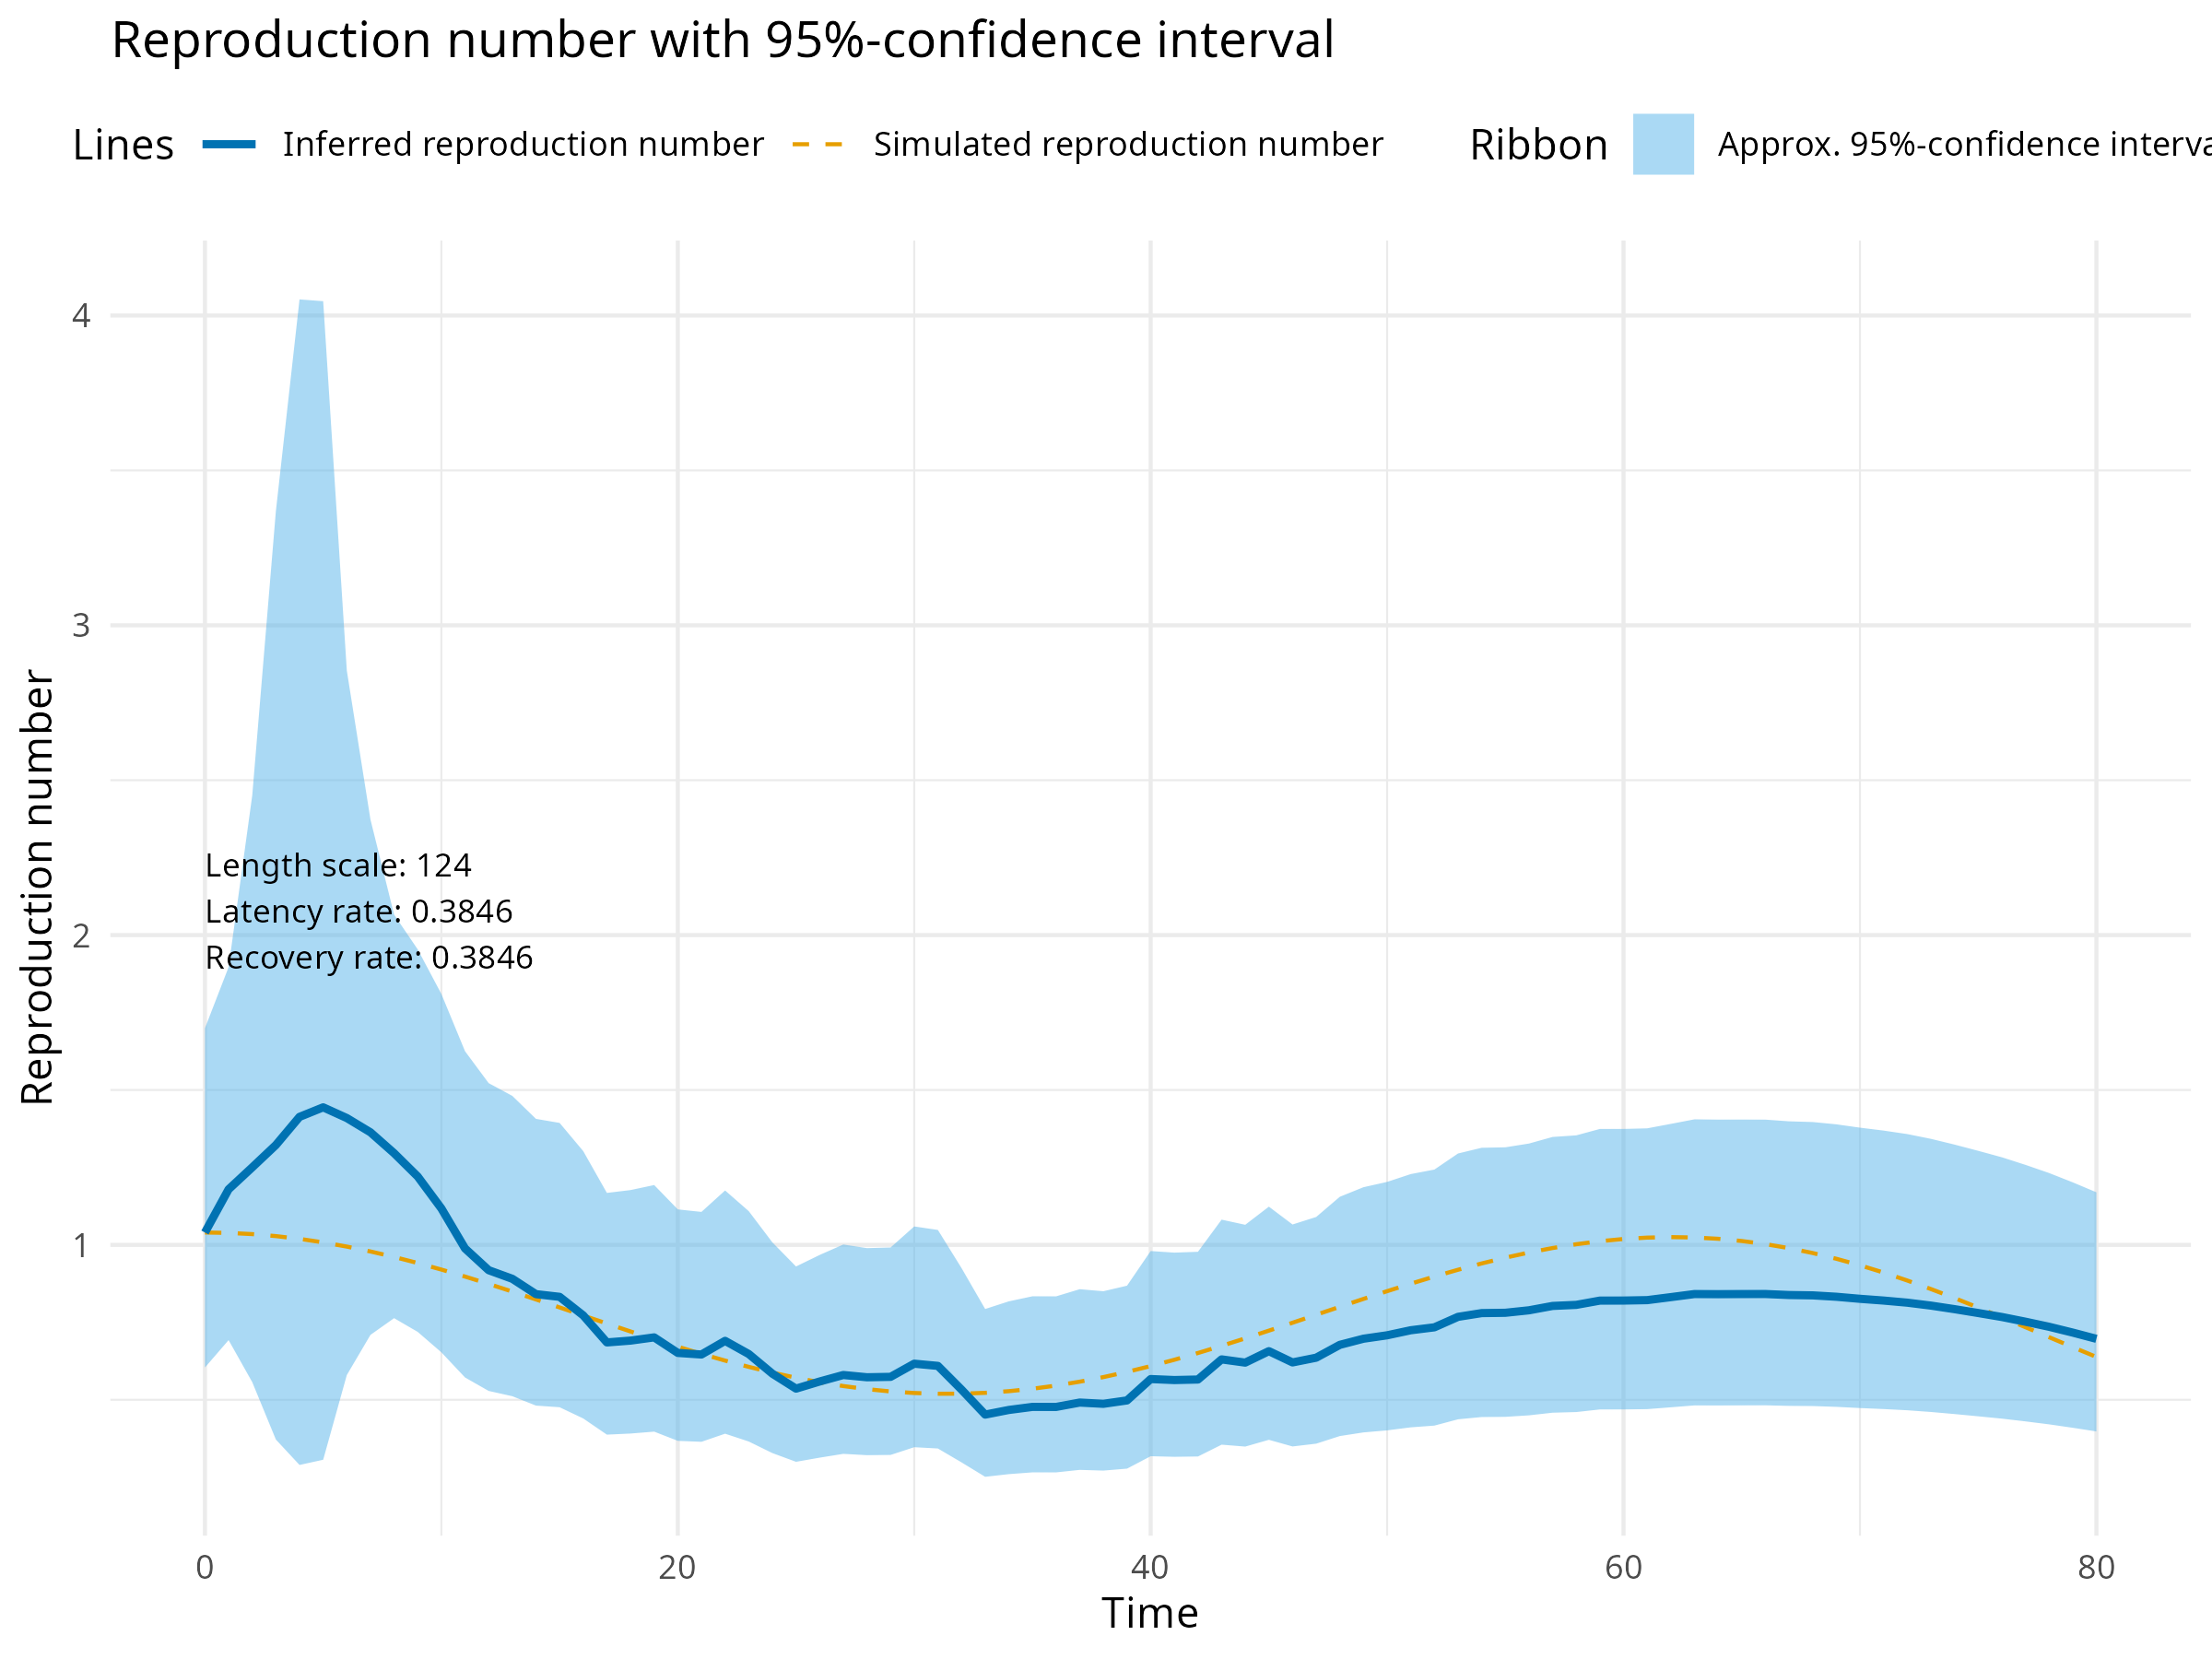 Reproduction number with 95%-confidence interval
Lines Inferred reproduction number Simulated reproduction number Ribbon Approx. 95%-confidence interva
4
3
2
1
Reproduction number
Length scale: 124
Latency rate: 0.3846
Recovery rate: 0.3846
0 20 40 60 80
Time